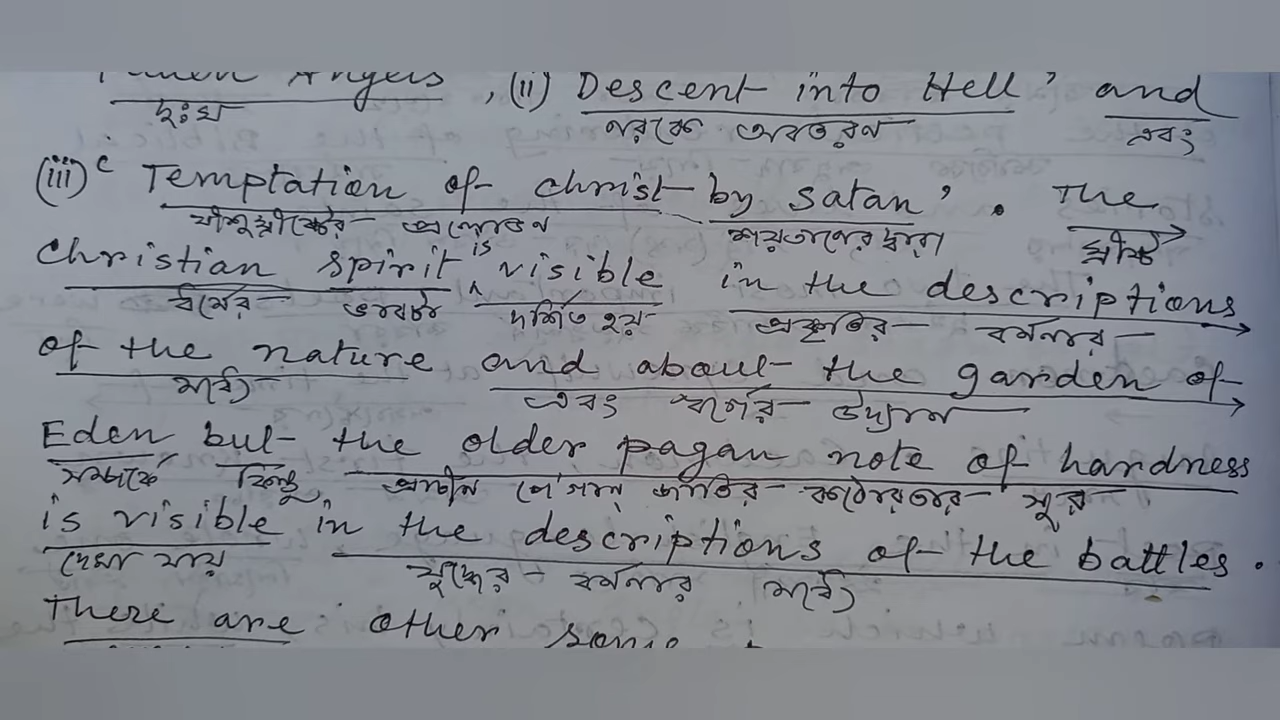 Fallen Angels, (ii) Descent into Hell' and
দুঃখ নরকে অবতরণ এবং
(iii) ' Temptation of Christ by Satan'. The
যীশুখ্রীষ্টের প্রলোভন শয়তানের দ্বারা খ্রীষ্ট
Christian spirit is visible in the descriptions
ধর্মের দর্শিত হয় প্রকৃতির বর্ণনার
of the nature and about the garden of
মধ্যে এবং স্বর্গের উদ্যান
Eden but the older pagan note of hardness
সম্পর্কে কিন্তু প্রাচীন পেগান জাতির কঠোরতার সুর
is visible in the descriptions of the battles.
দেখা যায় যুদ্ধের বর্ণনার মধ্যে
There are other